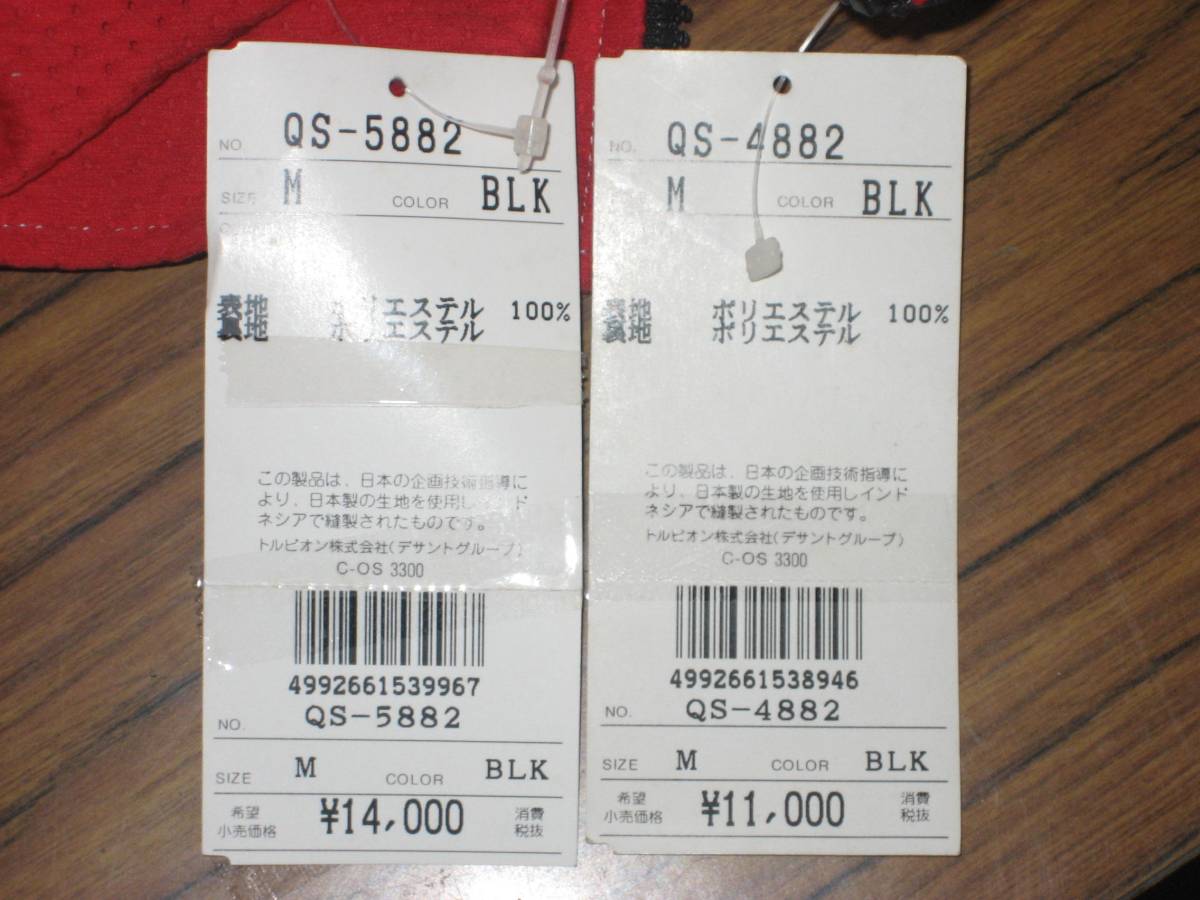 NO. QS-5882
SIZE M COLOR BLK
表地 ポリエステル 100%
裏地 ポリエステル
この製品は、日本の企画技術指導に
より、日本製の生地を使用し ンド
ネシアで縫製されたものです。
トルピオン株式会社(デサントグループ)
C-OS 3300
4992661539967
NO. QS-5882
SIZE M COLOR BLK
希望
小売価格 ¥14,000 消費
税抜
NO. QS-4882
SIZE M COLOR BLK
表地 ポリエステル 100%
裏地 ポリエステル
この製品は、日本の企画技術指導に
より、日本製の生地を使用しインド
ネシアで縫製されたものです。
トルピオン株式会社(デサントグループ)
C-OS 3300
4992661538946
NO. QS-4882
SIZE M COLOR BLK
希望
小売価格 ¥11,000 消費
税抜